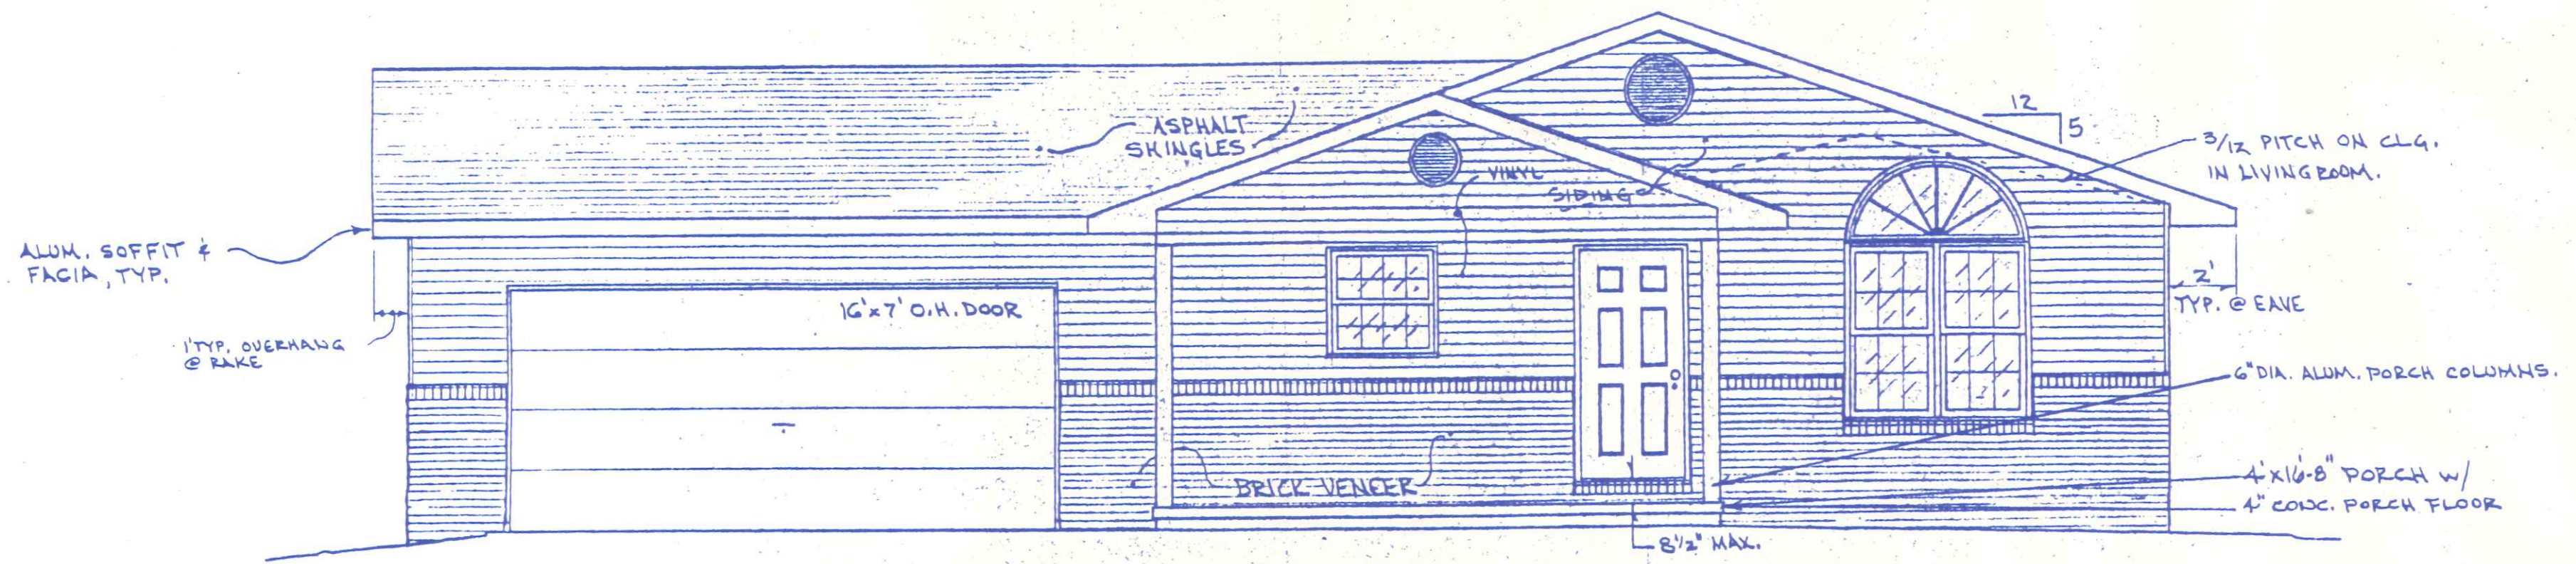 12
5
ASPHALT
SHINGLES
3/12 PITCH ON CLG.
IN LIVINGROOM.
VINYL
SIDING
ALUM. SOFFIT &
FACIA, TYP.
2'
TYP. @ EAVE
16'x7' O.H. DOOR
1' TYP. OVERHANG
@ RAKE
6" DIA. ALUM. PORCH COLUMNS.
BRICK VENEER
4'x16'-8" PORCH W/
4" CONC. PORCH FLOOR
8 1/2" MAX.